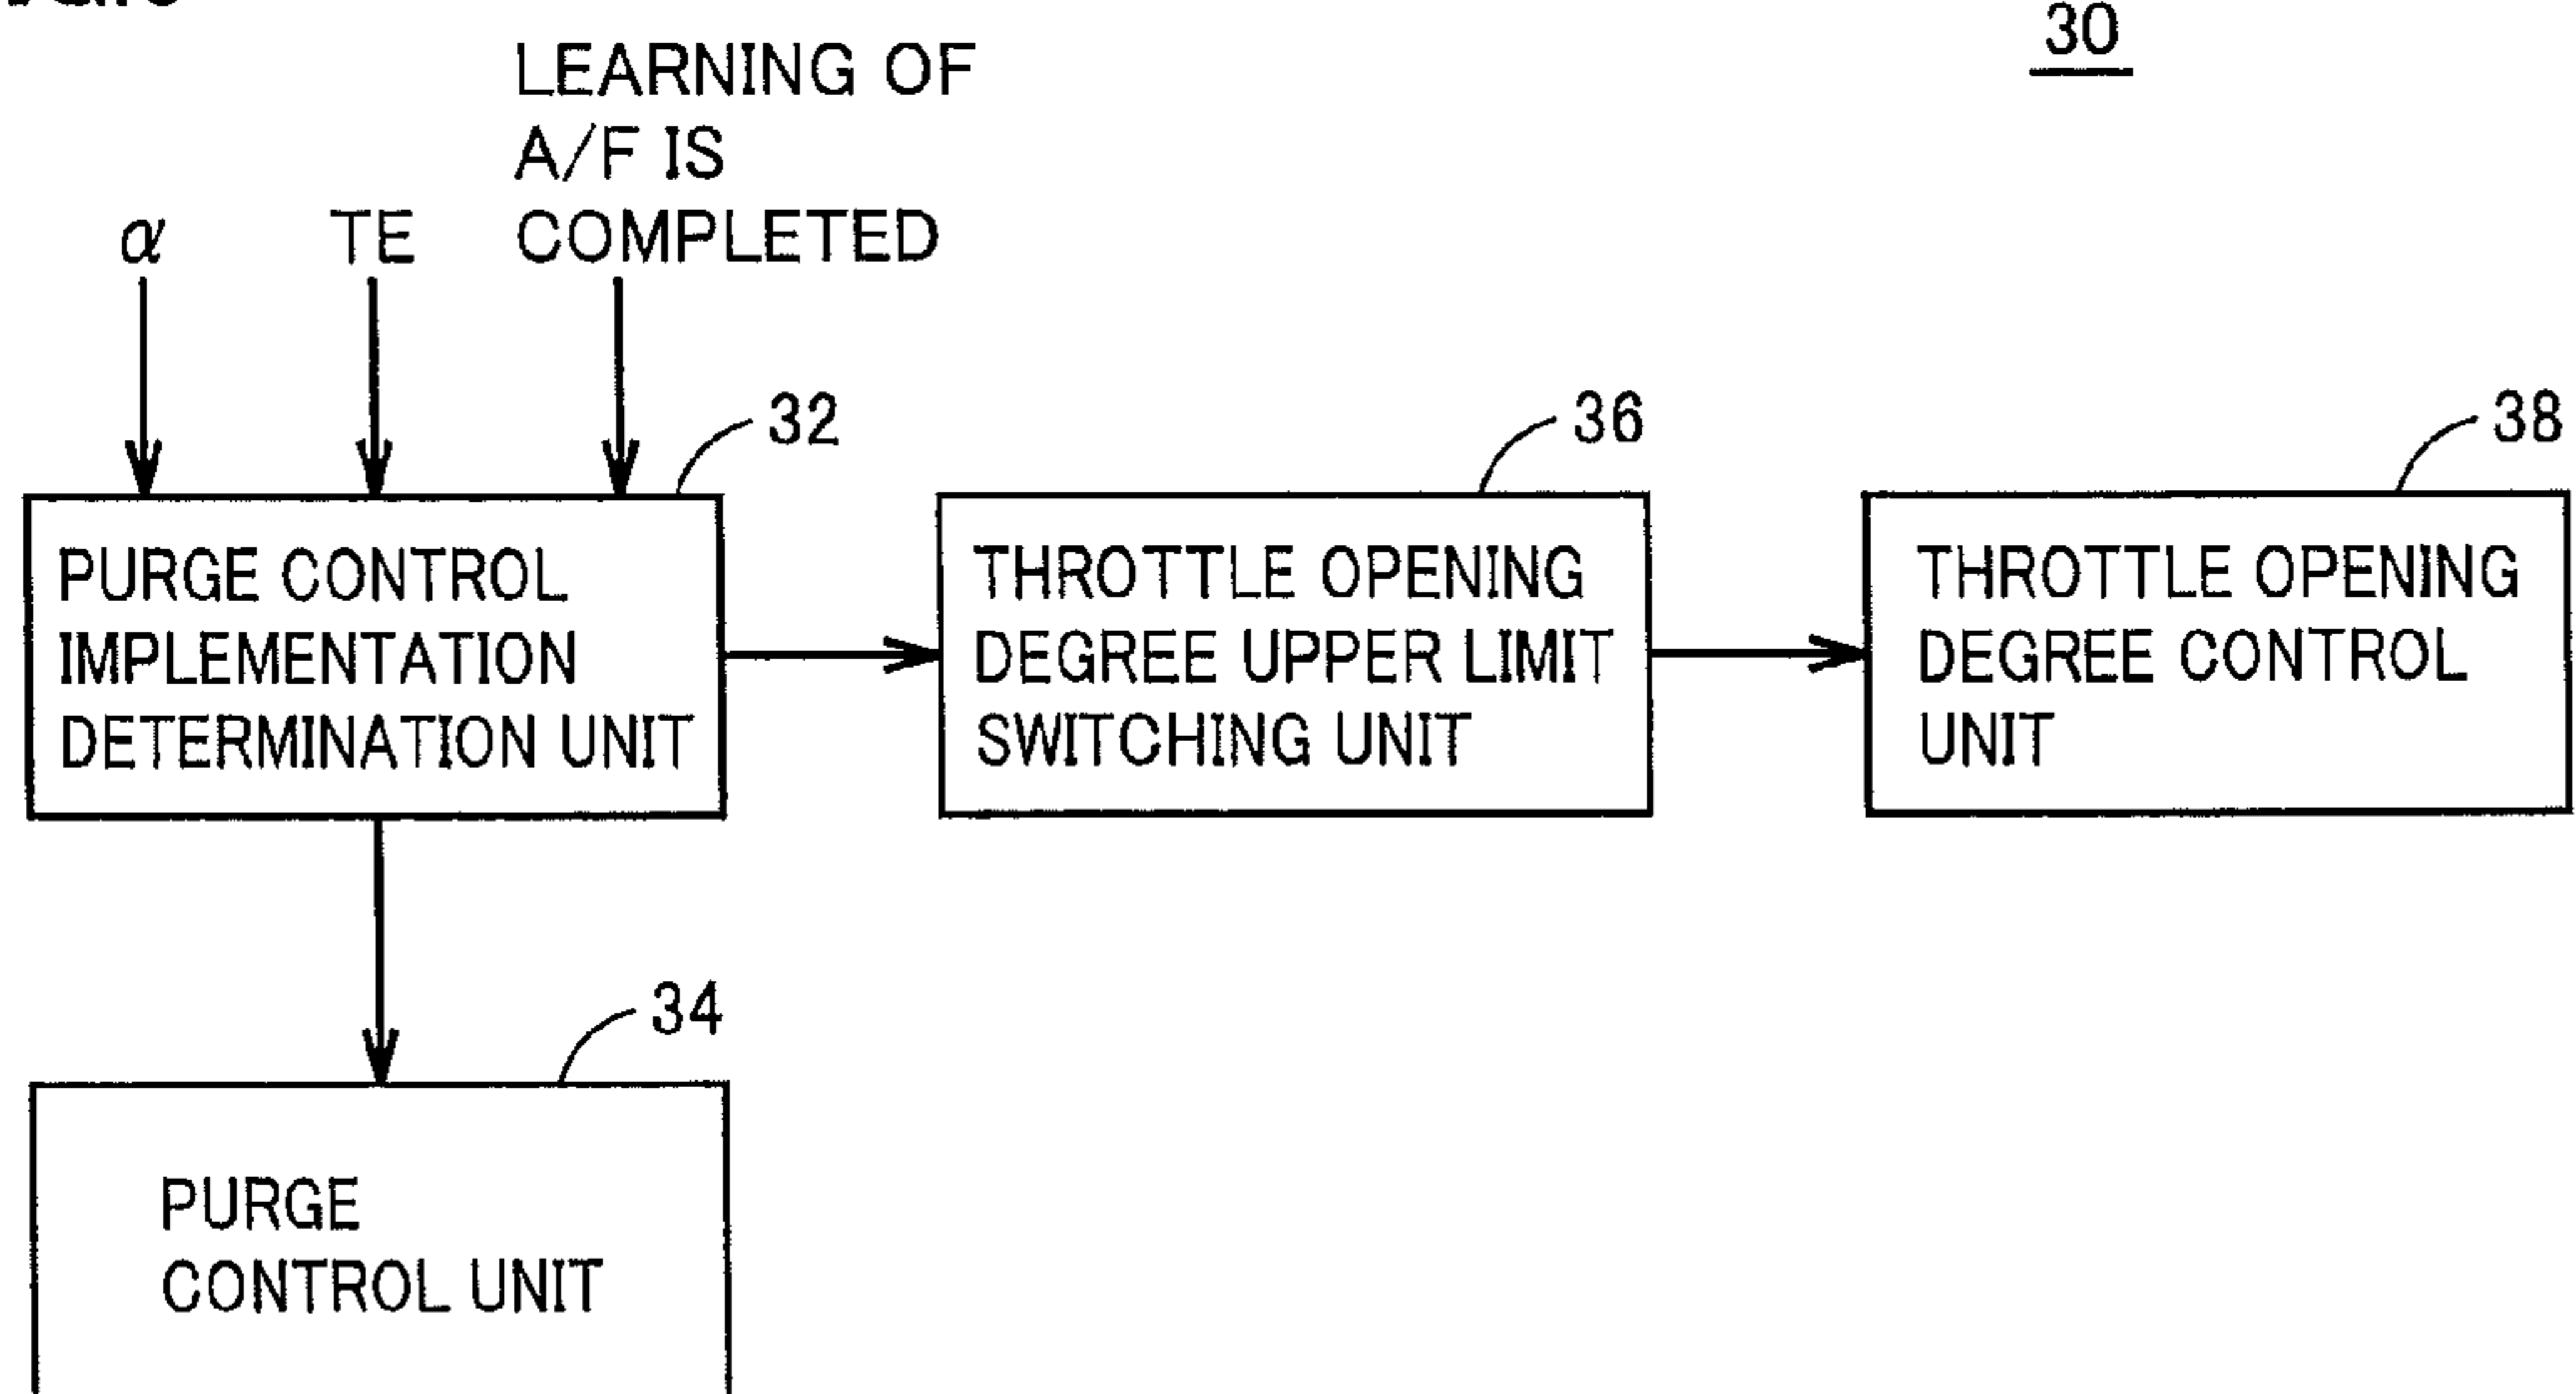 30
LEARNING OF
A/F IS
COMPLETED
α
TE
32
36
38
PURGE CONTROL
IMPLEMENTATION
DETERMINATION UNIT
THROTTLE OPENING
DEGREE UPPER LIMIT
SWITCHING UNIT
THROTTLE OPENING
DEGREE CONTROL
UNIT
34
PURGE
CONTROL UNIT